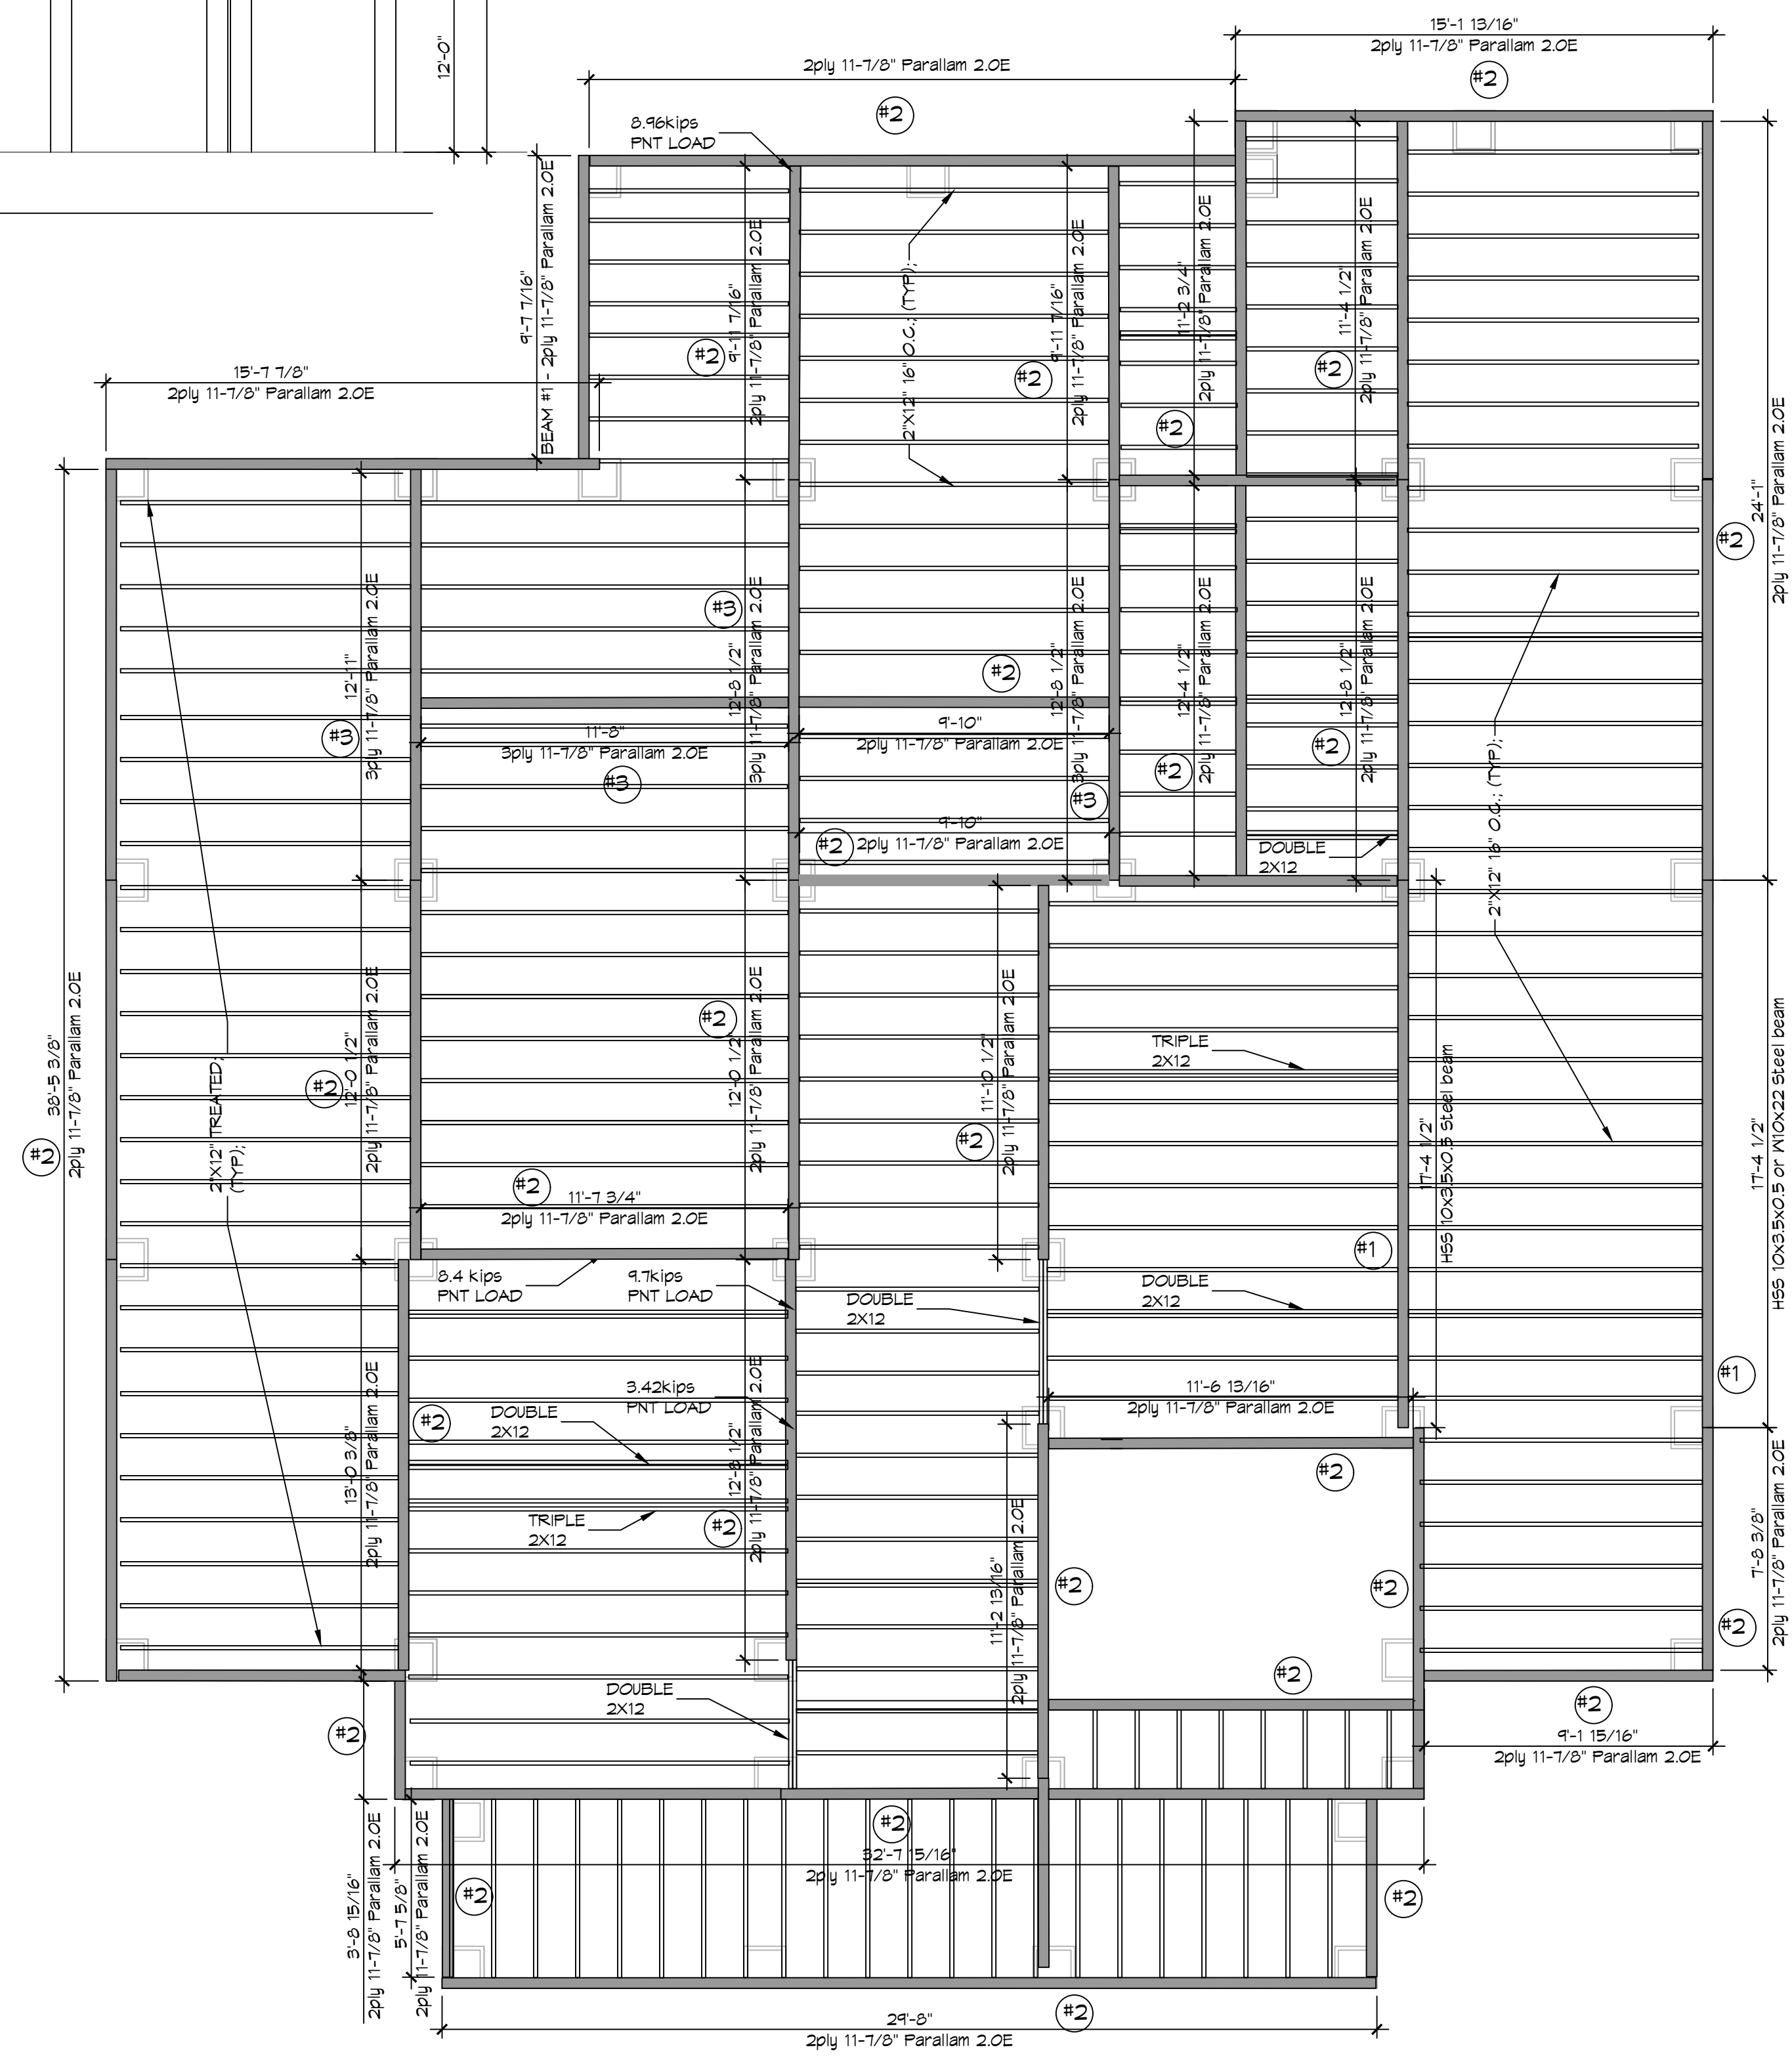 12'-0"
15'-1 13/16"
2ply 11-7/8" Parallam 2.0E
#2
2ply 11-7/8" Parallam 2.0E
#2
8.96kips
PNT LOAD
9'-7 7/16"
BEAM #1 - 2ply 11-7/8" Parallam 2.0E
15'-7 7/8"
2ply 11-7/8" Parallam 2.0E
#2
9'-11 7/16"
2ply 11-7/8" Parallam 2.0E
2"X12" 16" O.C.; (TYP);
#2
9'-11 7/16"
2ply 11-7/8" Parallam 2.0E
#2
11'-2 3/4"
2ply 11-7/8" Parallam 2.0E
#2
11'-4 1/2"
2ply 11-7/8" Parallam 2.0E
24'-1"
2ply 11-7/8" Parallam 2.0E
#2
12'-11"
3ply 11-7/8" Parallam 2.0E
#3
#3
12'-8 1/2"
3ply 11-7/8" Parallam 2.0E
#2
12'-8 1/2"
3ply 11-7/8" Parallam 2.0E
#3
12'-4 1/2"
2ply 11-7/8" Parallam 2.0E
#2
12'-8 1/2"
2ply 11-7/8" Parallam 2.0E
#2
11'-8"
3ply 11-7/8" Parallam 2.0E
#3
9'-10"
2ply 11-7/8" Parallam 2.0E
9'-10"
#2
2ply 11-7/8" Parallam 2.0E
DOUBLE
2X12
2"X12" 16" O.C.; (TYP);
38'-5 3/8"
2ply 11-7/8" Parallam 2.0E
#2
2"X12" TREATED;
(TYP);
#2
12'-0 1/2"
2ply 11-7/8" Parallam 2.0E
#2
12'-0 1/2"
2ply 11-7/8" Parallam 2.0E
11'-10 1/2"
2ply 11-7/8" Parallam 2.0E
#2
TRIPLE
2X12
17'-4 1/2"
HSS 10x3.5x0.5 Steel beam
#1
17'-4 1/2"
HSS 10x3.5x0.5 or W10x22 Steel beam
#1
#2
11'-7 3/4"
2ply 11-7/8" Parallam 2.0E
8.4 kips
PNT LOAD
9.7kips
PNT LOAD
DOUBLE
2X12
DOUBLE
2X12
3.42kips
PNT LOAD
11'-6 13/16"
2ply 11-7/8" Parallam 2.0E
#2
13'-0 3/8"
2ply 11-7/8" Parallam 2.0E
#2
DOUBLE
2X12
TRIPLE
2X12
#2
12'-8 1/2"
2ply 11-7/8" Parallam 2.0E
11'-2 13/16"
2ply 11-7/8" Parallam 2.0E
#2
#2
#2
7'-8 3/8"
2ply 11-7/8" Parallam 2.0E
#2
DOUBLE
2X12
#2
#2
9'-1 15/16"
2ply 11-7/8" Parallam 2.0E
#2
32'-7 15/16"
2ply 11-7/8" Parallam 2.0E
3'-8 15/16"
2ply 11-7/8" Parallam 2.0E
5'-7 5/8"
2ply 11-7/8" Parallam 2.0E
#2
#2
#2
29'-8"
2ply 11-7/8" Parallam 2.0E